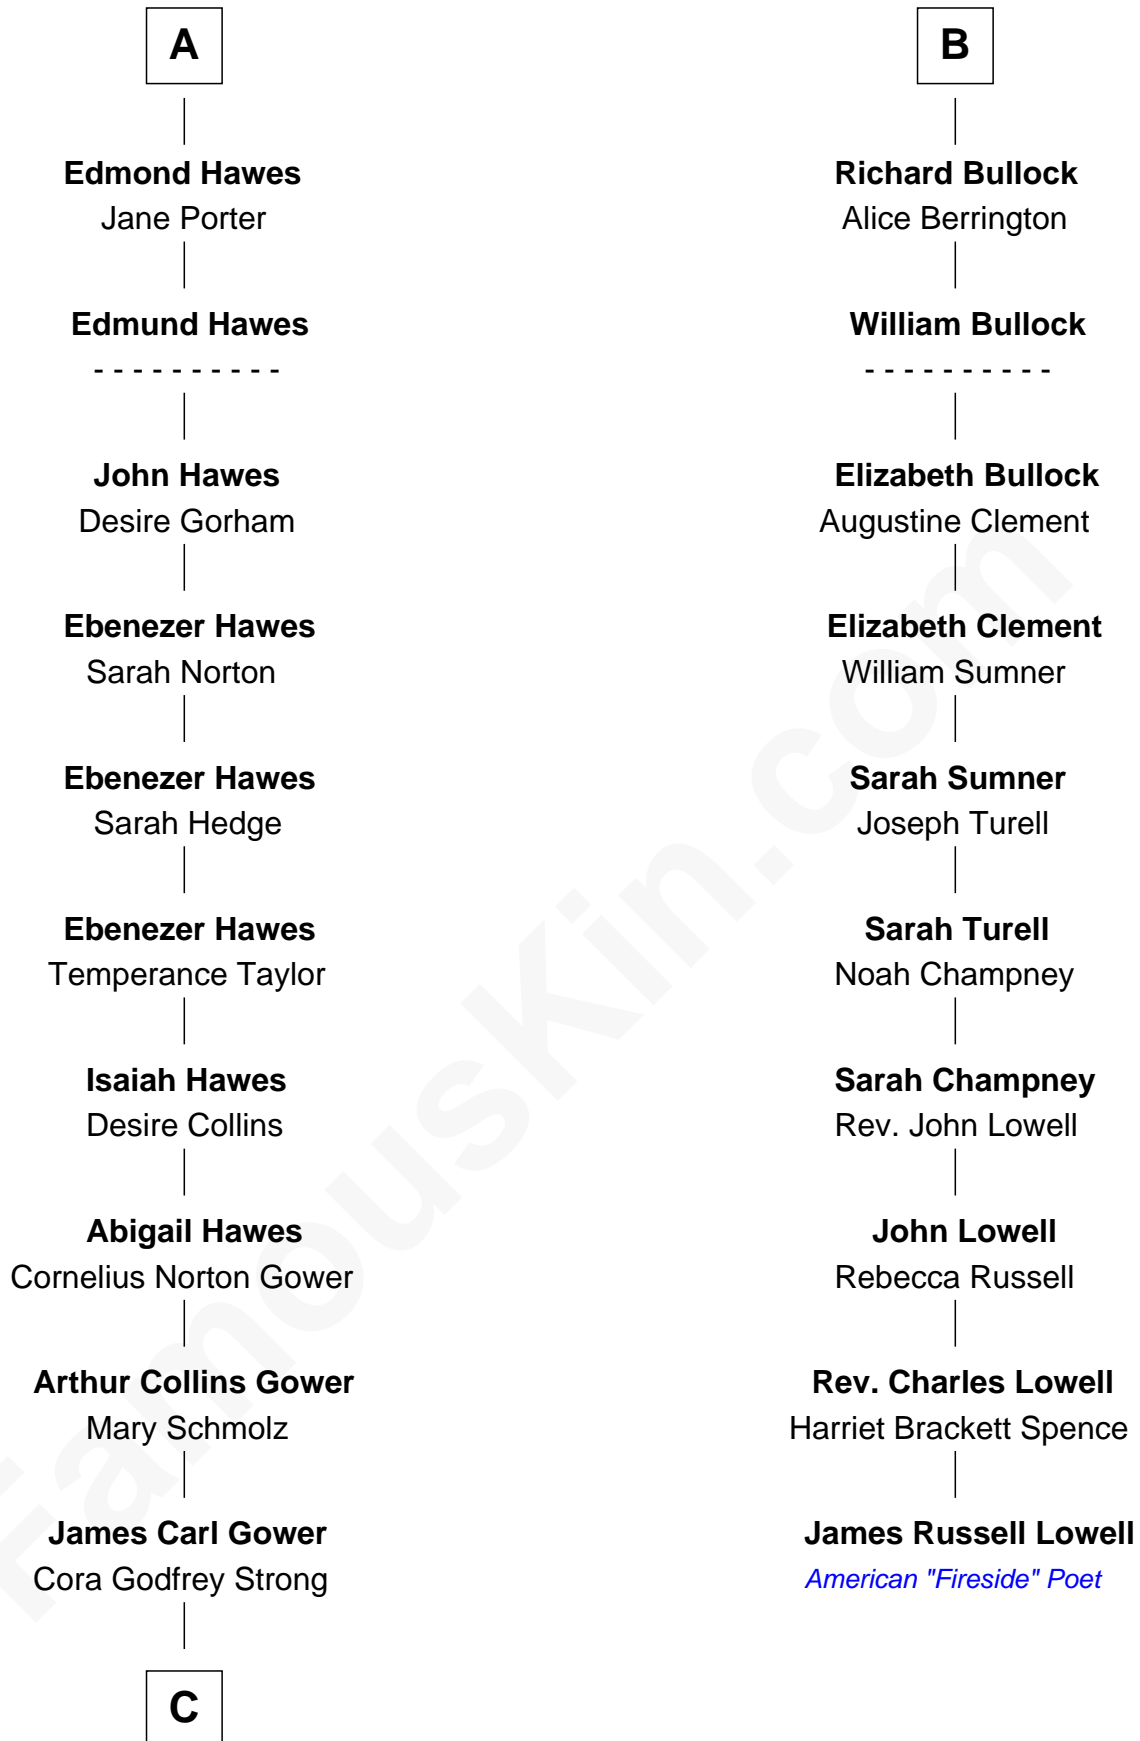 A
Edmond Hawes
Jane Porter
Edmund Hawes
- - - - - - - - - -
John Hawes
Desire Gorham
Ebenezer Hawes
Sarah Norton
Ebenezer Hawes
Sarah Hedge
Ebenezer Hawes
Temperance Taylor
Isaiah Hawes
Desire Collins
Abigail Hawes
Cornelius Norton Gower
Arthur Collins Gower
Mary Schmolz
James Carl Gower
Cora Godfrey Strong
C
B
Richard Bullock
Alice Berrington
William Bullock
- - - - - - - - - -
Elizabeth Bullock
Augustine Clement
Elizabeth Clement
William Sumner
Sarah Sumner
Joseph Turell
Sarah Turell
Noah Champney
Sarah Champney
Rev. John Lowell
John Lowell
Rebecca Russell
Rev. Charles Lowell
Harriet Brackett Spence
James Russell Lowell
American "Fireside" Poet
FamousKin.com